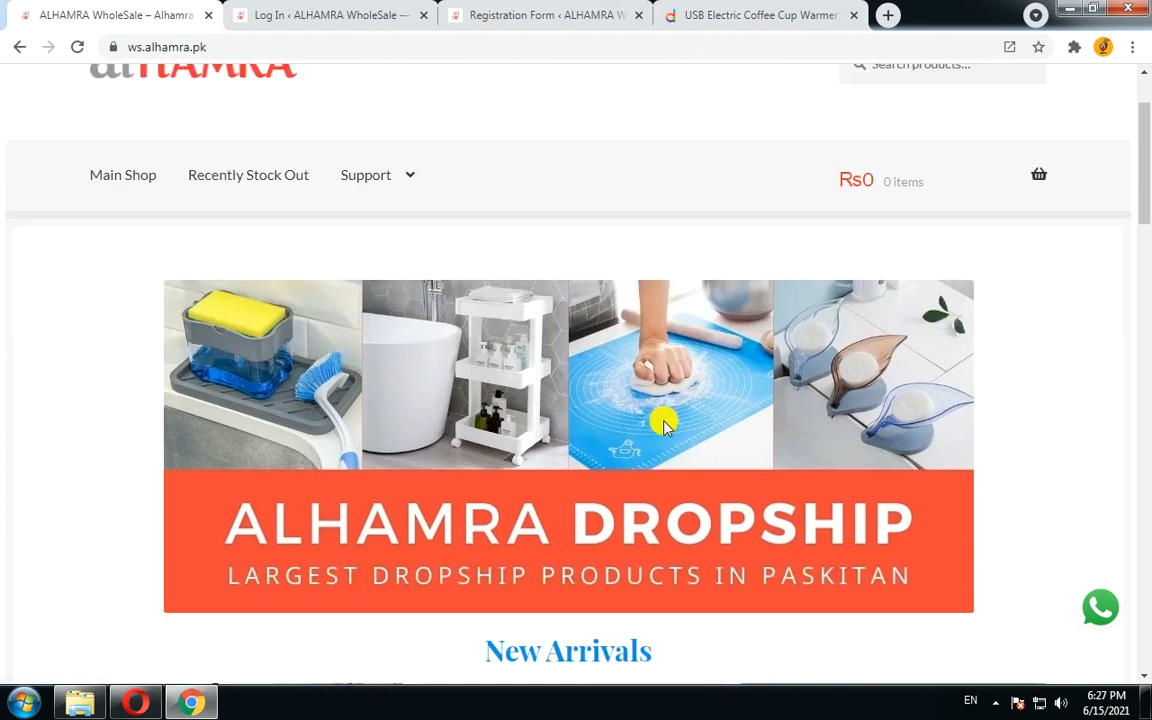 ALHAMRA WholeSale – Alhamra
Log In ‹ ALHAMRA WholeSale —
Registration Form ‹ ALHAMRA W
USB Electric Coffee Cup Warmer
ws.alhamra.pk
alHAMRA
Search products...
Main Shop
Recently Stock Out
Support
₨0 0 items
ALHAMRA DROPSHIP
LARGEST DROPSHIP PRODUCTS IN PASKITAN
New Arrivals
EN
6:27 PM
6/15/2021